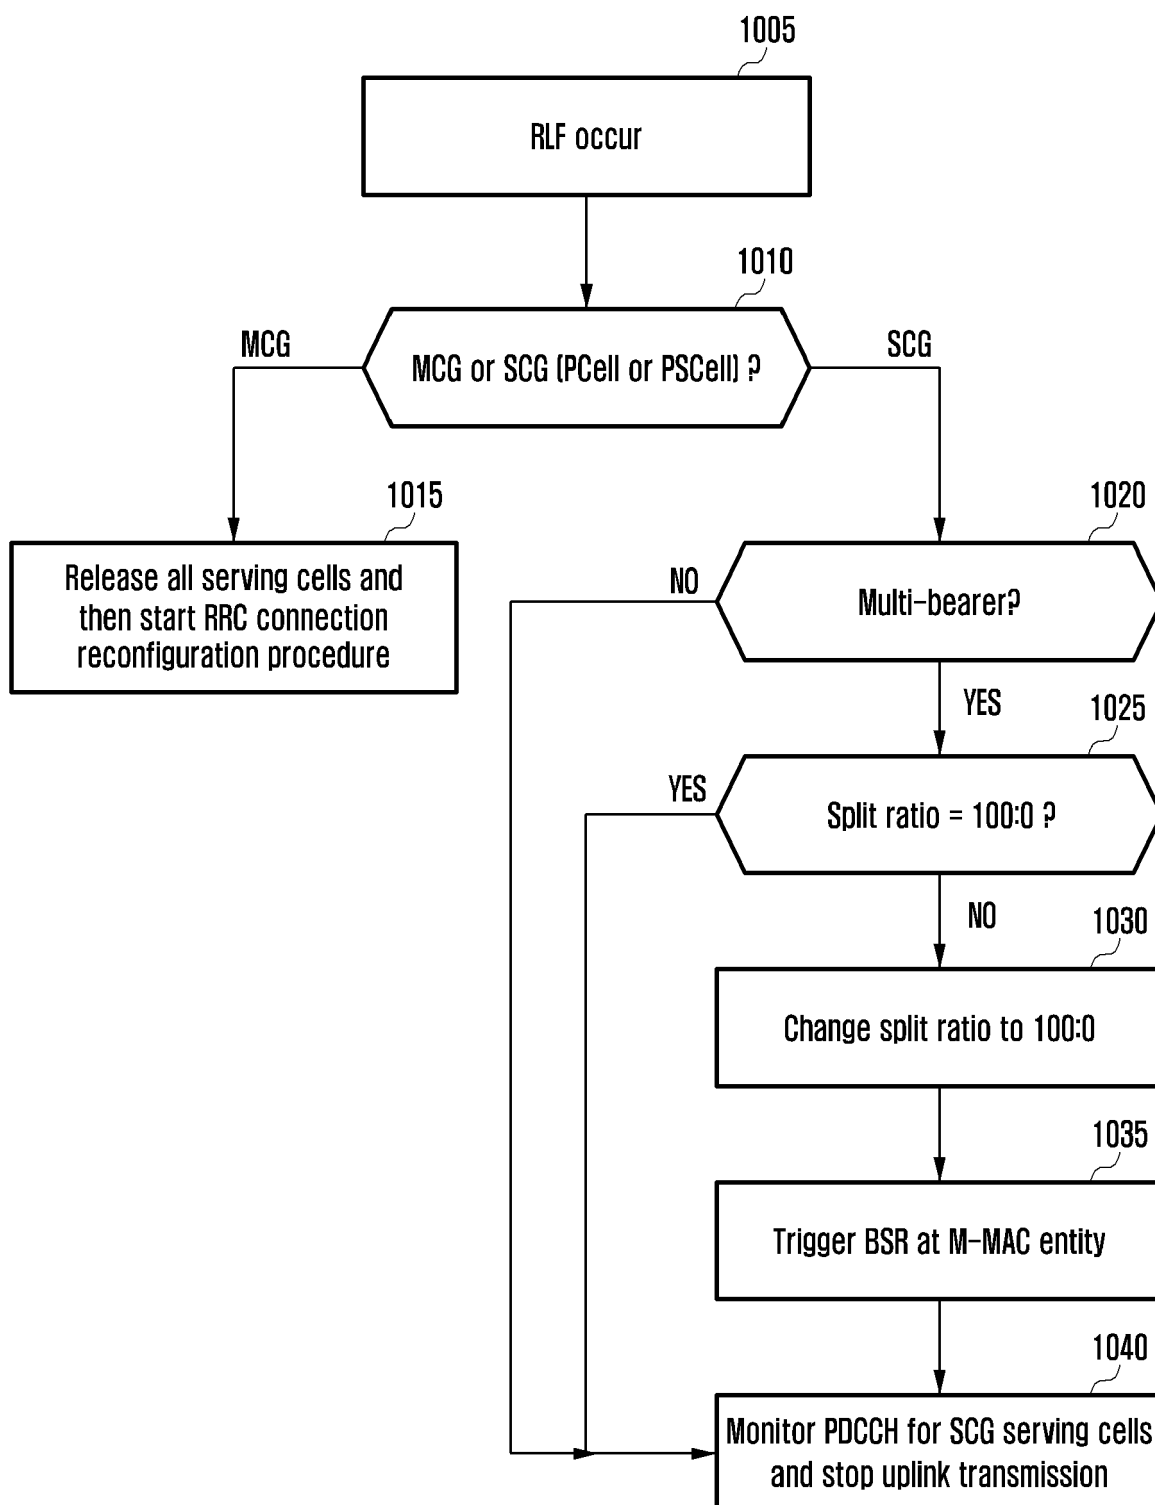 1005
RLF occur
1010
MCG
SCG
MCG or SCG (PCell or PSCell) ?
1015
1020
Release all serving cells and
then start RRC connection
reconfiguration procedure
NO
Multi-bearer?
YES
1025
YES
Split ratio = 100:0 ?
NO
1030
Change split ratio to 100:0
1035
Trigger BSR at M-MAC entity
1040
Monitor PDCCH for SCG serving cells
and stop uplink transmission